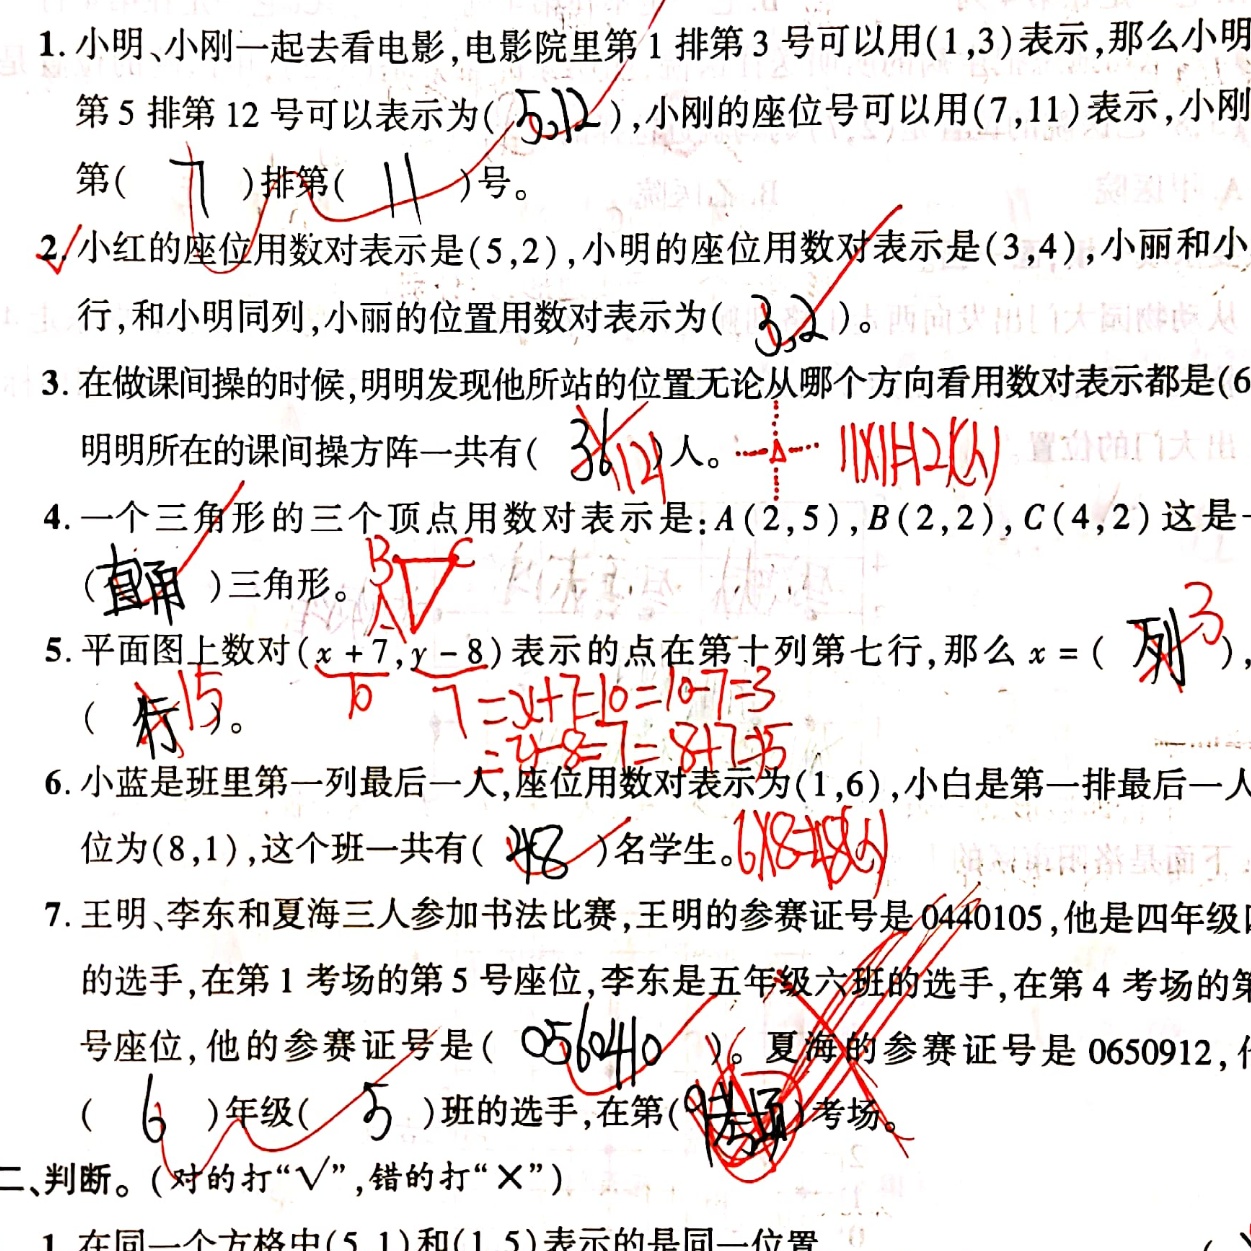 1. 小明、小刚一起去看电影,电影院里第1排第3号可以用(1,3)表示,那么小明
第5排第12号可以表示为( 5,12 ),小刚的座位号可以用(7,11)表示,小刚
第( 7 )排第( 11 )号。
2. 小红的座位用数对表示是(5,2),小明的座位用数对表示是(3,4),小丽和小
行,和小明同列,小丽的位置用数对表示为( 3,2 )。
3. 在做课间操的时候,明明发现他所站的位置无论从哪个方向看用数对表示都是(6
明明所在的课间操方阵一共有( 36 121 )人。 11×11=121(人)
4. 一个三角形的三个顶点用数对表示是:A(2,5),B(2,2),C(4,2)这是
(直角)三角形。 B C
A
5. 平面图上数对(x+7,y-8)表示的点在第十列第七行,那么x=( 列 3 ),
( 行 15 )。 10 7 =x+7=10=10-7=3
=y-8=7=8+7=15
6. 小蓝是班里第一列最后一人,座位用数对表示为(1,6),小白是第一排最后一人
位为(8,1),这个班一共有( 48 )名学生。 6×8=48(人)
7. 王明、李东和夏海三人参加书法比赛,王明的参赛证号是0440105,他是四年级
的选手,在第1考场的第5号座位,李东是五年级六班的选手,在第4考场的第
号座位,他的参赛证号是( 0560410 )。夏海的参赛证号是0650912,
( 6 )年级( 5 )班的选手,在第( )考场。
二、判断。(对的打“√”,错的打“×”)
1. 在同一个方格中(5,1)和(1,5)表示的是同一位置